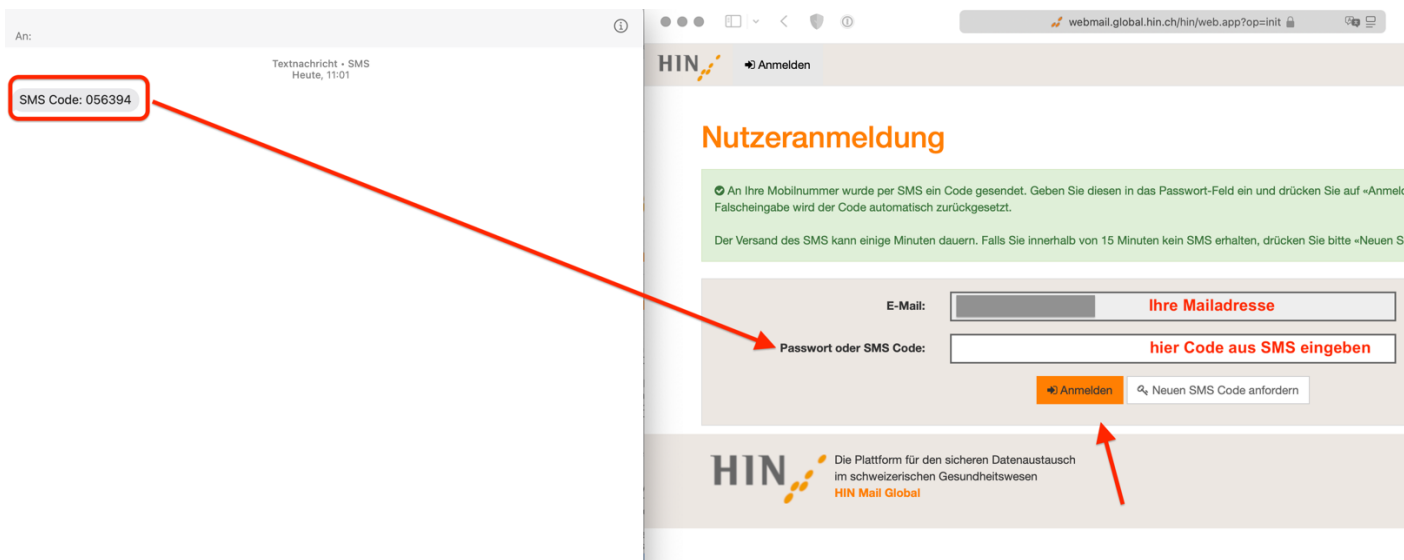 An:
Textnachricht • SMS
Heute, 11:01
SMS Code: 056394
webmail.global.hin.ch/hin/web.app?op=init
HIN
Anmelden
Nutzeranmeldung
An Ihre Mobilnummer wurde per SMS ein Code gesendet. Geben Sie diesen in das Passwort-Feld ein und drücken Sie auf «Anmeld
Falscheingabe wird der Code automatisch zurückgesetzt.
Der Versand des SMS kann einige Minuten dauern. Falls Sie innerhalb von 15 Minuten kein SMS erhalten, drücken Sie bitte «Neuen S
E-Mail:
Ihre Mailadresse
Passwort oder SMS Code:
hier Code aus SMS eingeben
Anmelden
Neuen SMS Code anfordern
HIN
Die Plattform für den sicheren Datenaustausch
im schweizerischen Gesundheitswesen
HIN Mail Global